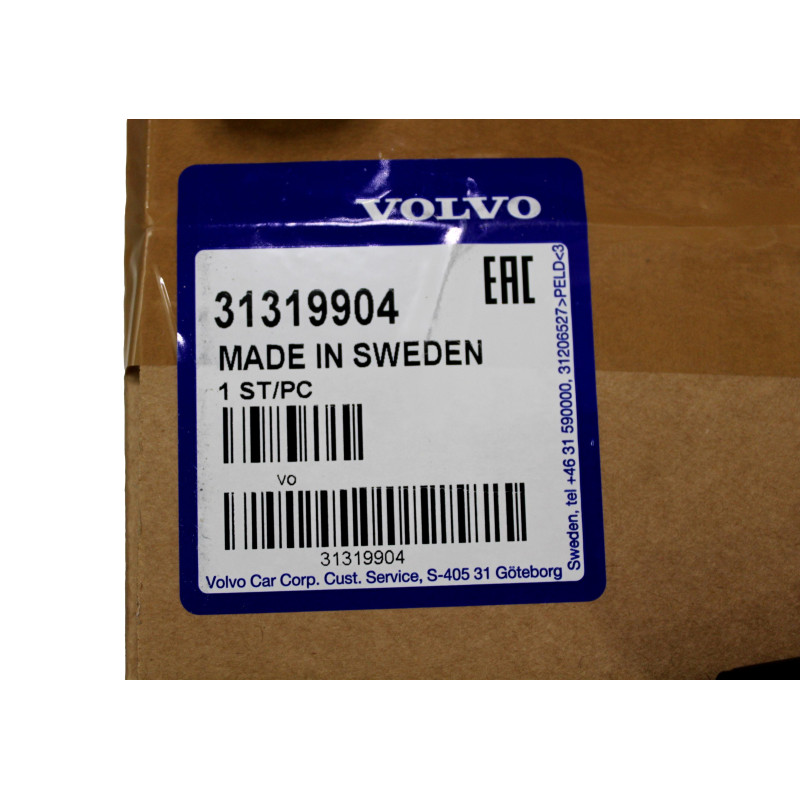 VOLVO
EAC
31319904
MADE IN SWEDEN
1 ST/PC
VO
31319904
Volvo Car Corp. Cust. Service, S-405 31 Göteborg
Sweden, tel +46 31 590000, 31206527>PELD<3